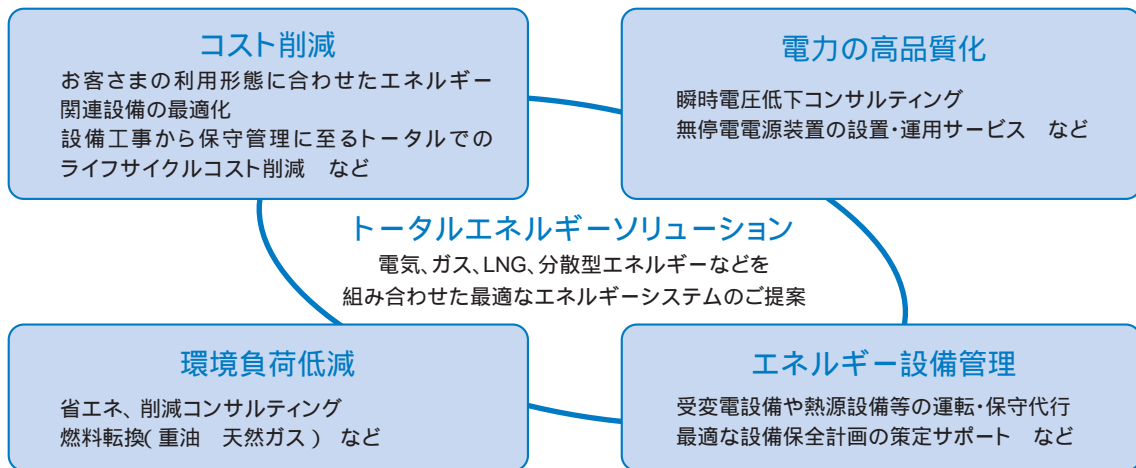 コスト削減
お客さまの利用形態に合わせたエネルギー
関連設備の最適化
設備工事から保守管理に至るトータルでの
ライフサイクルコスト削減　など
電力の高品質化
瞬時電圧低下コンサルティング
無停電電源装置の設置・運用サービス　など
トータルエネルギーソリューション
電気、ガス、LNG、分散型エネルギーなどを
組み合わせた最適なエネルギーシステムのご提案
環境負荷低減
省エネ、削減コンサルティング
燃料転換(重油　天然ガス)　など
エネルギー設備管理
受変電設備や熱源設備等の運転・保守代行
最適な設備保全計画の策定サポート　など